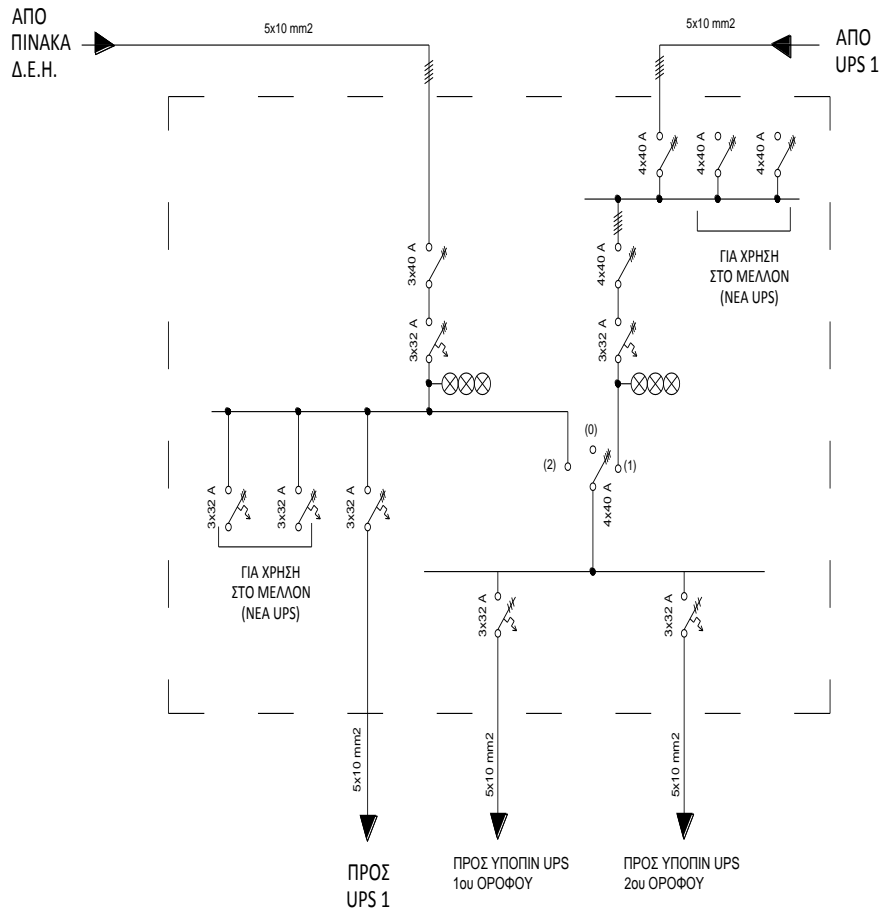 ΑΠΟ
ΠΙΝΑΚΑ
Δ.Ε.Η.
5x10 mm2
5x10 mm2
ΑΠΟ
UPS 1
4x40 A
4x40 A
4x40 A
ΓΙΑ ΧΡΗΣΗ
ΣΤΟ ΜΕΛΛΟΝ
(ΝΕΑ UPS)
3x40 A
4x40 A
3x32 A
3x32 A
(0)
(2)
(1)
4x40 A
3x32 A
3x32 A
3x32 A
ΓΙΑ ΧΡΗΣΗ
ΣΤΟ ΜΕΛΛΟΝ
(ΝΕΑ UPS)
3x32 A
3x32 A
5x10 mm2
5x10 mm2
5x10 mm2
ΠΡΟΣ
UPS 1
ΠΡΟΣ ΥΠΟΠΙΝ UPS
1ου ΟΡΟΦΟΥ
ΠΡΟΣ ΥΠΟΠΙΝ UPS
2ου ΟΡΟΦΟΥ